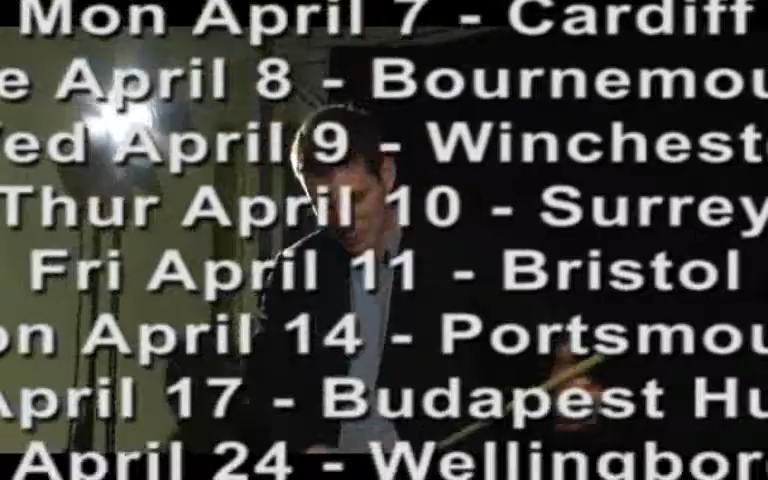 Mon April 7 - Cardiff
e April 8 - Bournemou
ed April 9 - Winchest
Thur April 10 - Surrey
Fri April 11 - Bristol
on April 14 - Portsmou
April 17 - Budapest Hu
April 24 - Wellingbor